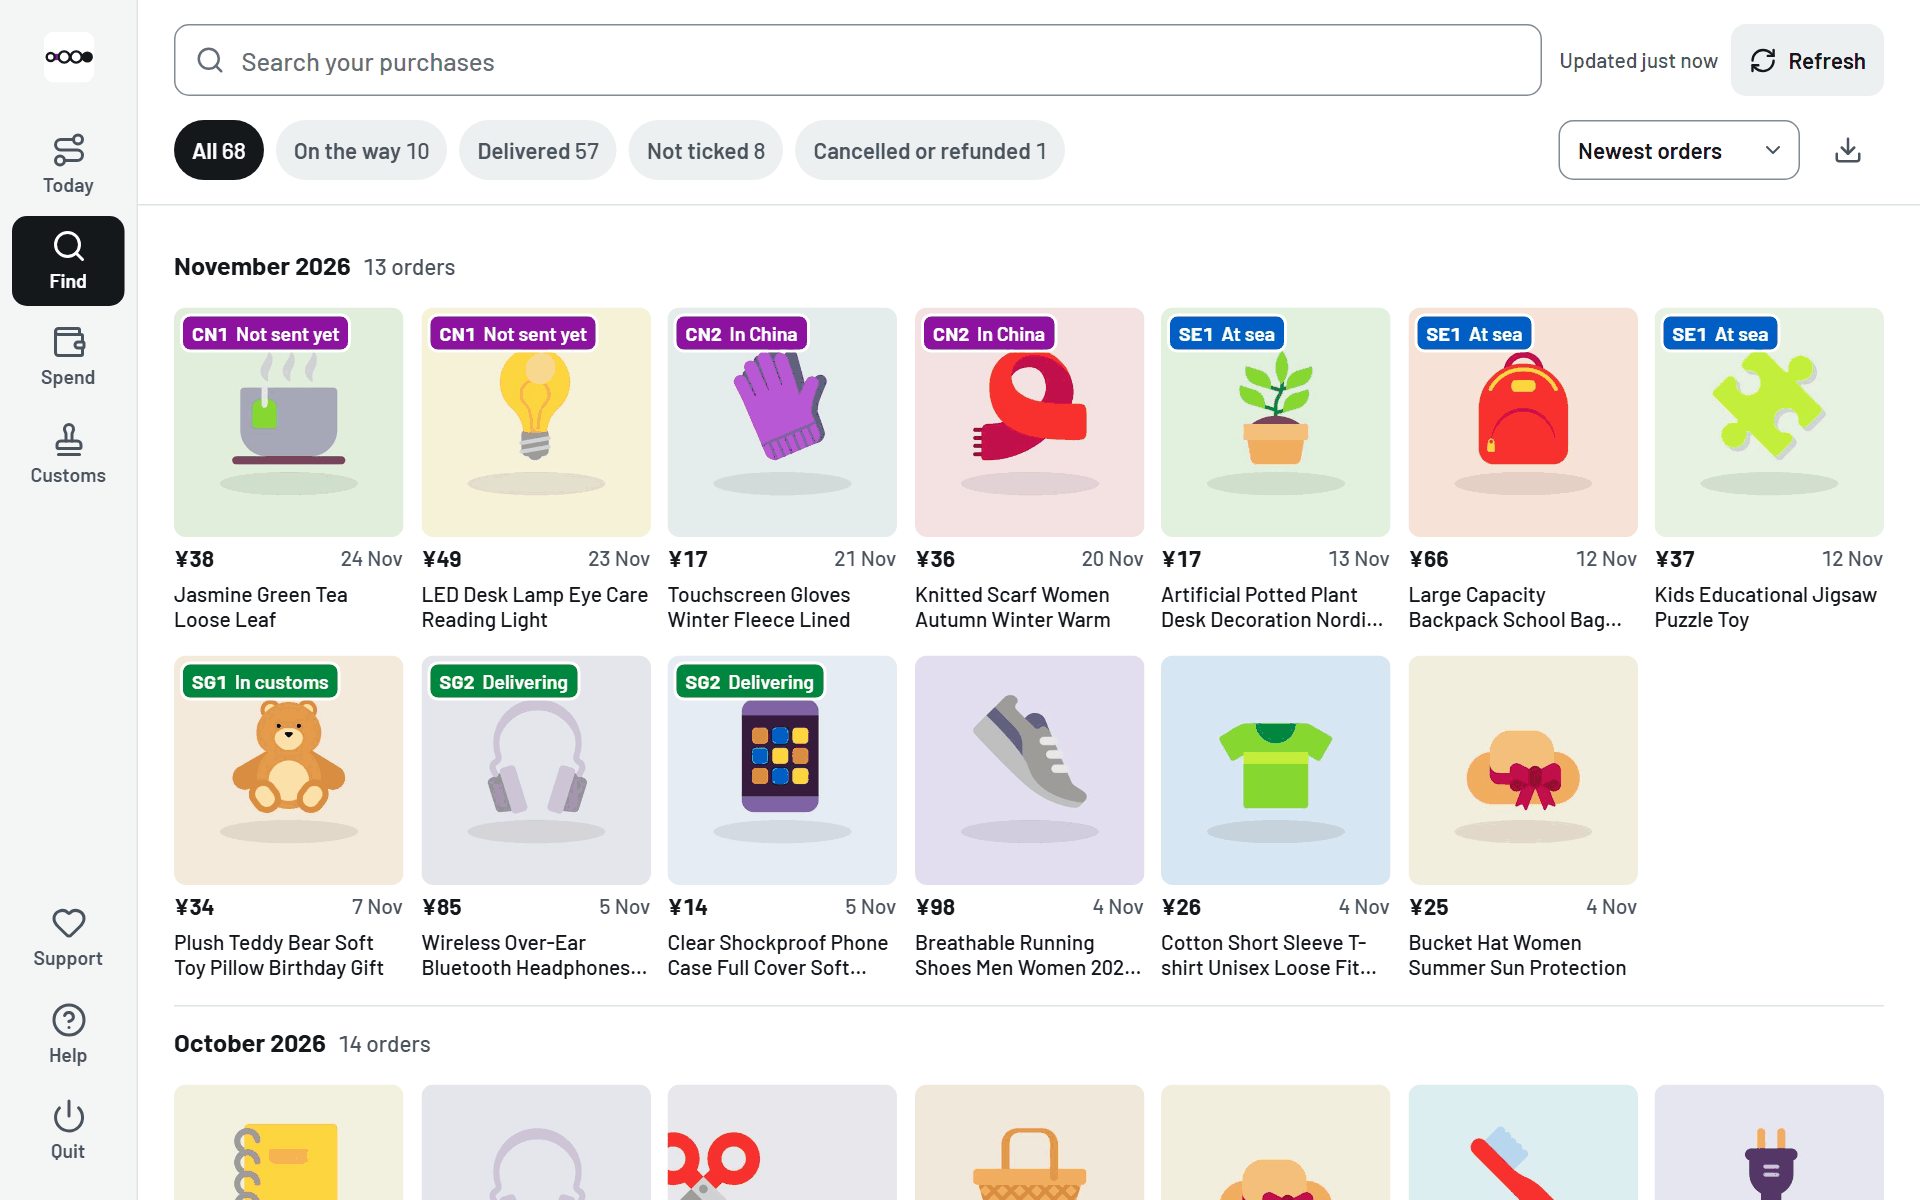 Search your purchases
Updated just now
Refresh
All 68
On the way 10
Delivered 57
Not ticked 8
Cancelled or refunded 1
Newest orders
Today
Find
Spend
Customs
Support
Help
Quit
November 2026 13 orders
CN1 Not sent yet
CN1 Not sent yet
CN2 In China
CN2 In China
SE1 At sea
SE1 At sea
SE1 At sea
¥38 24 Nov
Jasmine Green Tea
Loose Leaf
¥49 23 Nov
LED Desk Lamp Eye Care
Reading Light
¥17 21 Nov
Touchscreen Gloves
Winter Fleece Lined
¥36 20 Nov
Knitted Scarf Women
Autumn Winter Warm
¥17 13 Nov
Artificial Potted Plant
Desk Decoration Nordi...
¥66 12 Nov
Large Capacity
Backpack School Bag...
¥37 12 Nov
Kids Educational Jigsaw
Puzzle Toy
SG1 In customs
SG2 Delivering
SG2 Delivering
¥34 7 Nov
Plush Teddy Bear Soft
Toy Pillow Birthday Gift
¥85 5 Nov
Wireless Over-Ear
Bluetooth Headphones...
¥14 5 Nov
Clear Shockproof Phone
Case Full Cover Soft...
¥98 4 Nov
Breathable Running
Shoes Men Women 202...
¥26 4 Nov
Cotton Short Sleeve T-
shirt Unisex Loose Fit...
¥25 4 Nov
Bucket Hat Women
Summer Sun Protection
October 2026 14 orders